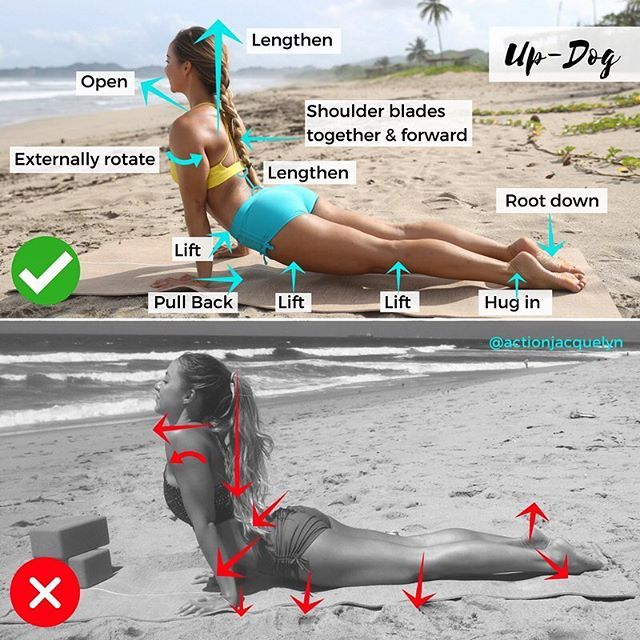 Up-Dog
Lengthen
Open
Shoulder blades
together & forward
Externally rotate
Lengthen
Root down
Lift
Pull Back
Lift
Lift
Hug in
@actionjacquelyn